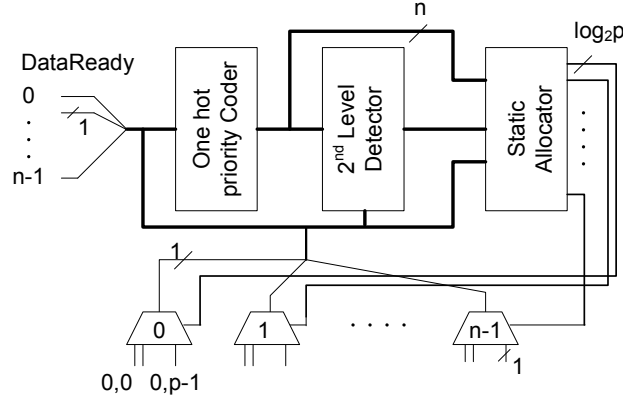 n
log₂p
DataReady
0
1
n-1
One hot
priority Coder
2nd Level
Detector
Static
Allocator
1
0
1
n-1
0,0
0,p-1
1